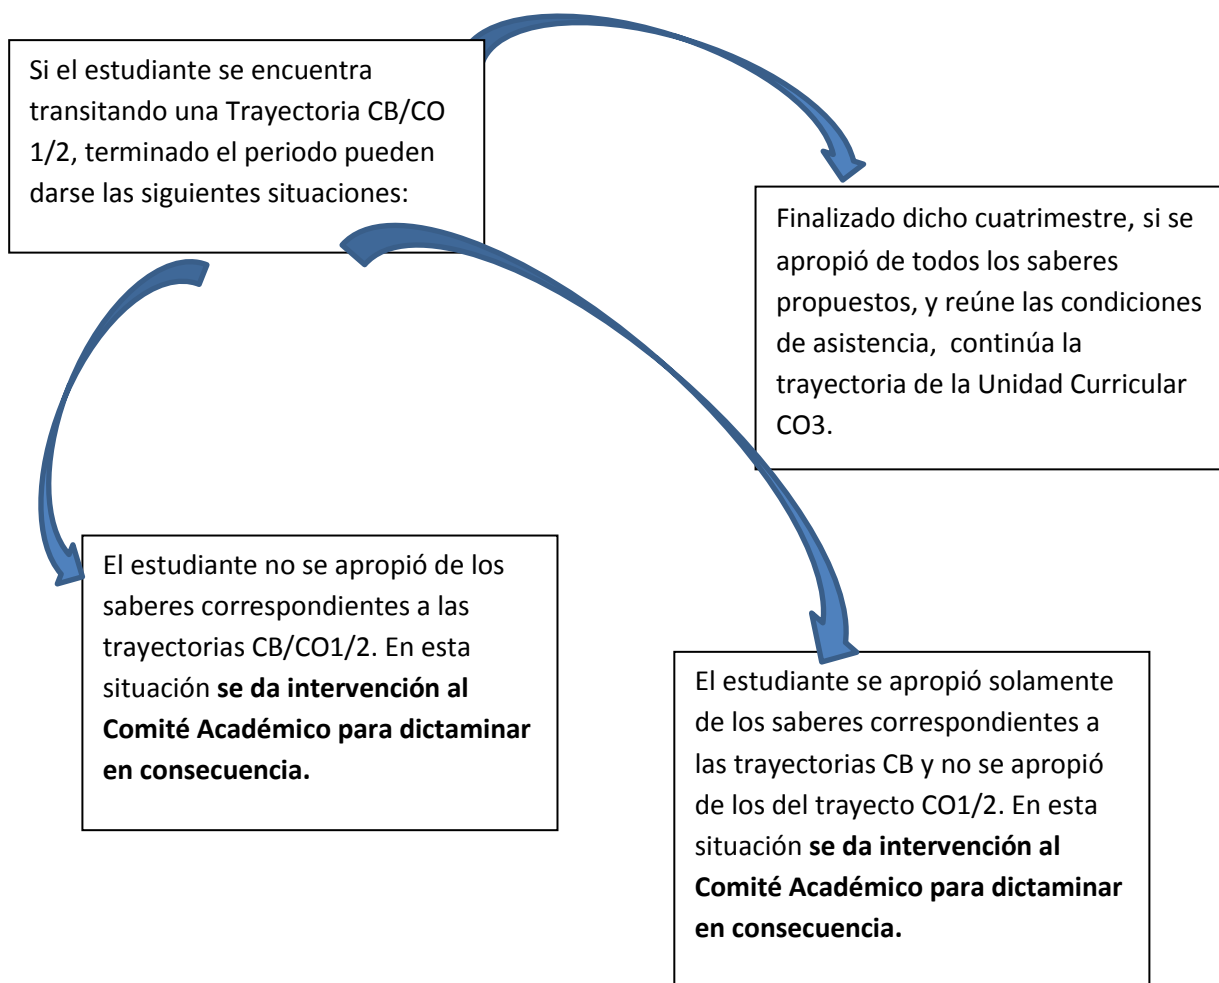 Si el estudiante se encuentra
transitando una Trayectoria CB/CO
1/2, terminado el periodo pueden
darse las siguientes situaciones:
Finalizado dicho cuatrimestre, si se
apropió de todos los saberes
propuestos, y reúne las condiciones
de asistencia, continúa la
trayectoria de la Unidad Curricular
CO3.
El estudiante no se apropió de los
saberes correspondientes a las
trayectorias CB/CO1/2. En esta
situación se da intervención al
Comité Académico para dictaminar
en consecuencia.
El estudiante se apropió solamente
de los saberes correspondientes a
las trayectorias CB y no se apropió
de los del trayecto CO1/2. En esta
situación se da intervención al
Comité Académico para dictaminar
en consecuencia.